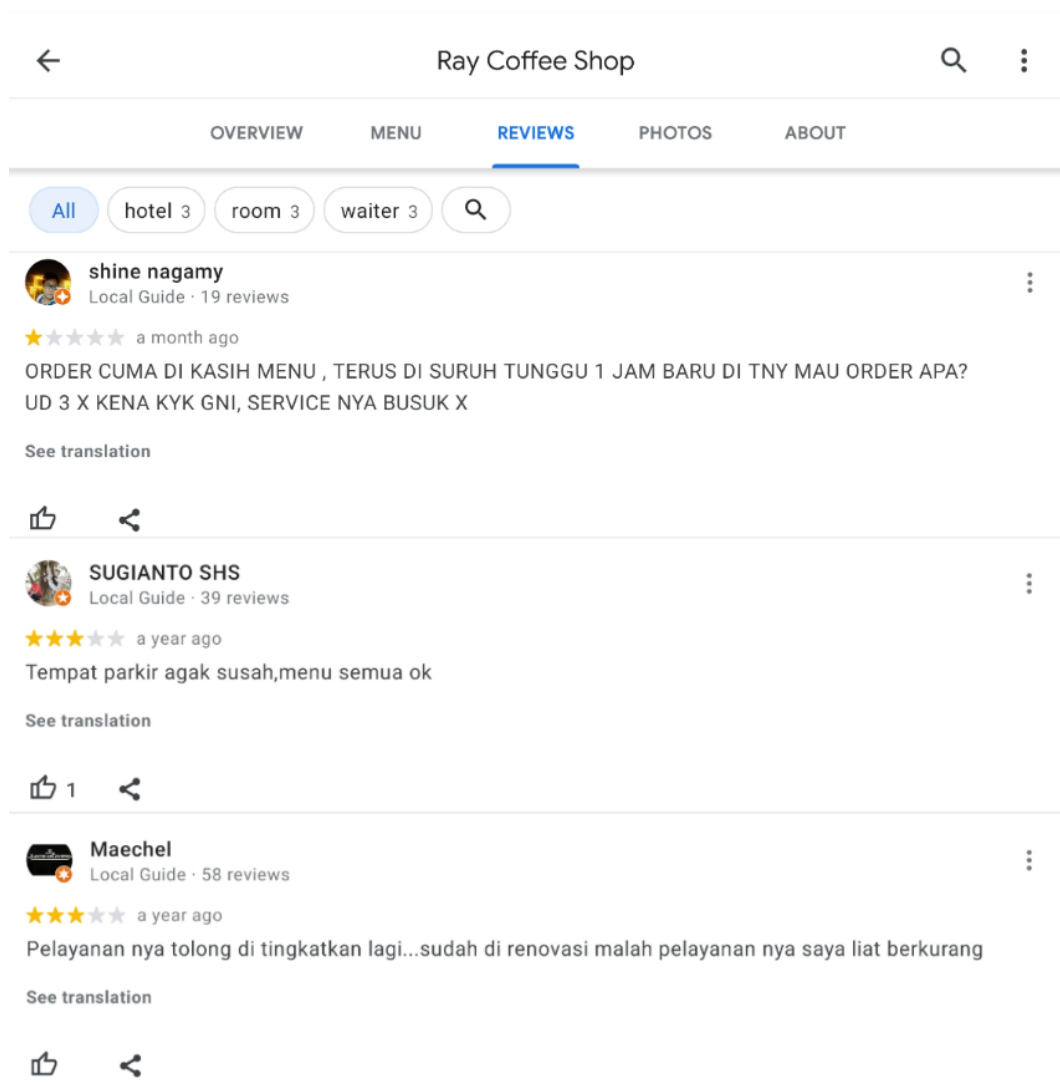 Ray Coffee Shop
OVERVIEW MENU REVIEWS PHOTOS ABOUT
All hotel 3 room 3 waiter 3
shine nagamy
Local Guide · 19 reviews
a month ago
ORDER CUMA DI KASIH MENU , TERUS DI SURUH TUNGGU 1 JAM BARU DI TNY MAU ORDER APA?
UD 3 X KENA KYK GNI, SERVICE NYA BUSUK X
See translation
SUGIANTO SHS
Local Guide · 39 reviews
a year ago
Tempat parkir agak susah,menu semua ok
See translation
1
Maechel
Local Guide · 58 reviews
a year ago
Pelayanan nya tolong di tingkatkan lagi...sudah di renovasi malah pelayanan nya saya liat berkurang
See translation